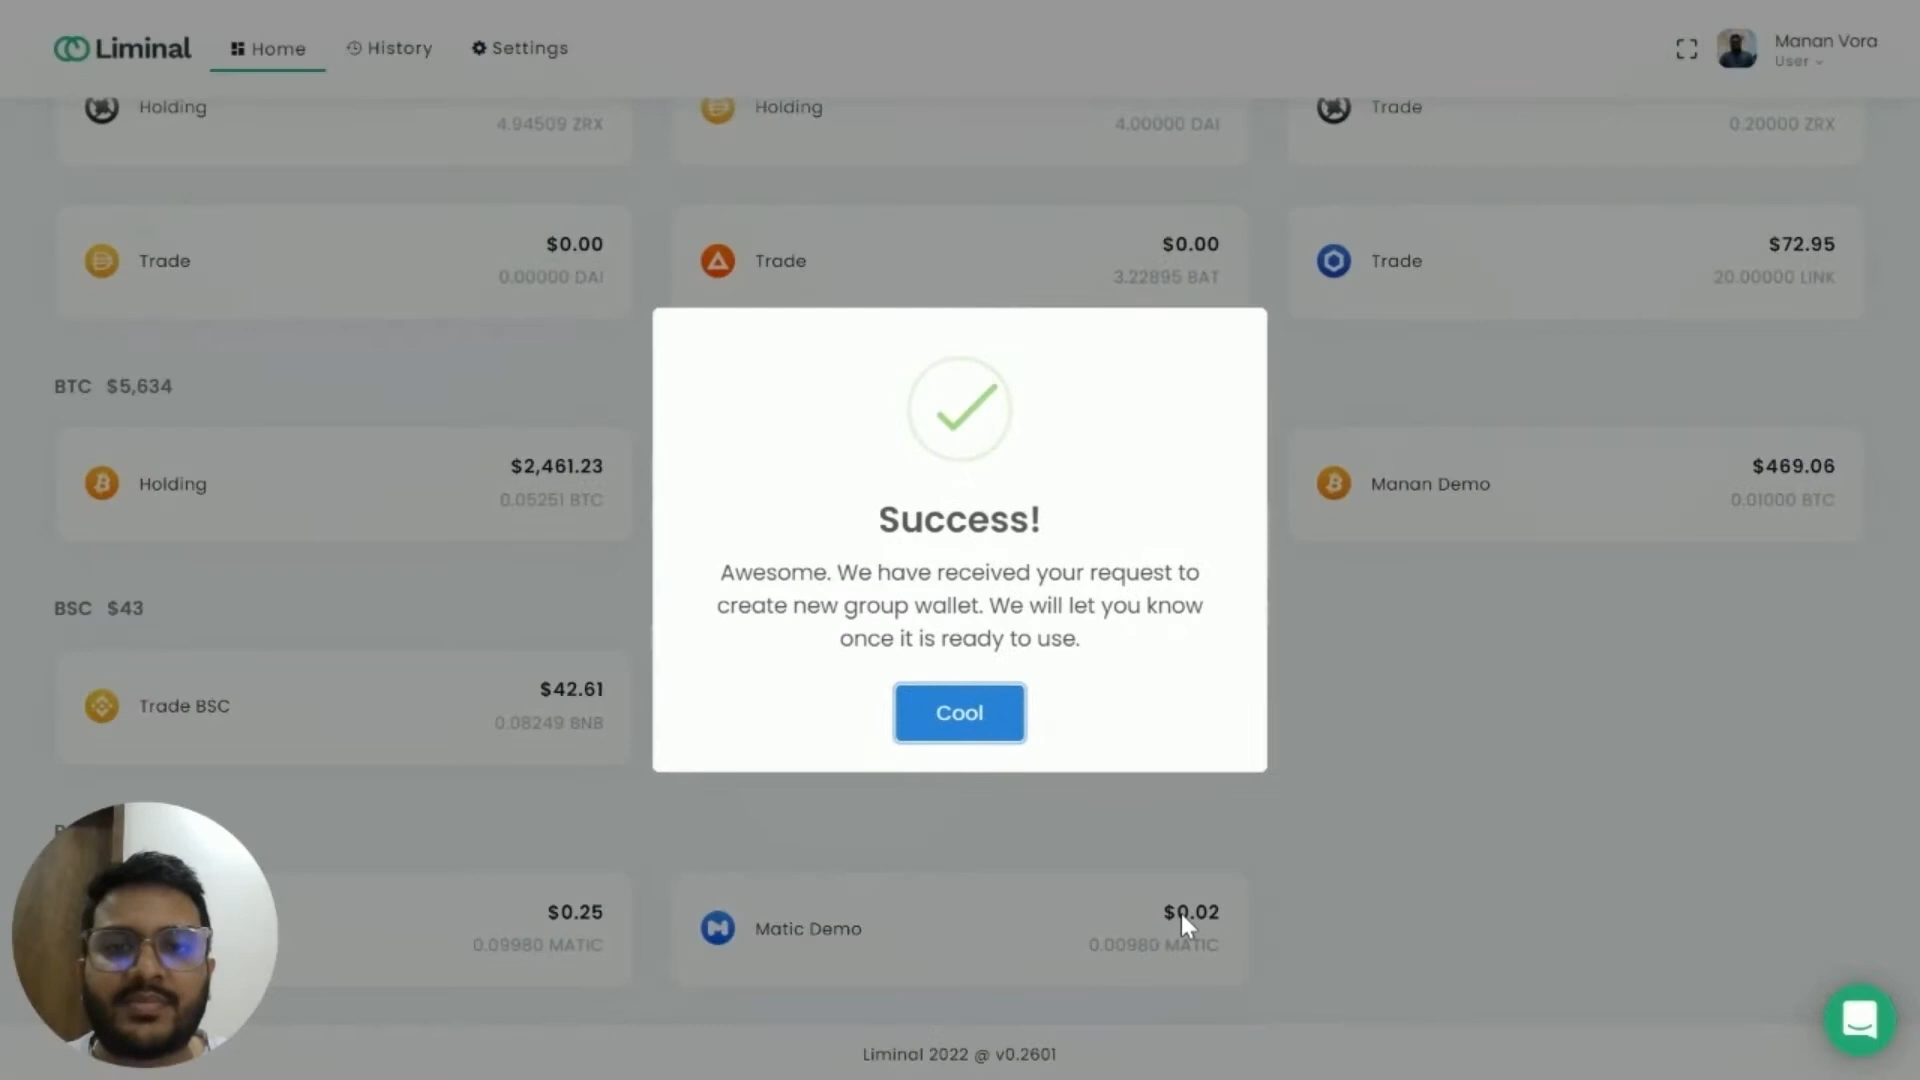 Liminal
Home
History
Settings
Manan Vora
User
Holding
4.94509 ZRX
Holding
4.00000 DAI
Trade
0.20000 ZRX
Trade
$0.00
0.00000 DAI
Trade
$0.00
3.22895 BAT
Trade
$72.95
20.00000 LINK
BTC $5,634
Holding
$2,461.23
0.05251 BTC
Manan Demo
$469.06
0.01000 BTC
Success!
Awesome. We have received your request to
create new group wallet. We will let you know
once it is ready to use.
Cool
BSC $43
Trade BSC
$42.61
0.08249 BNB
$0.25
0.09980 MATIC
Matic Demo
$0.02
0.00980 MATIC
Liminal 2022 @ v0.2601